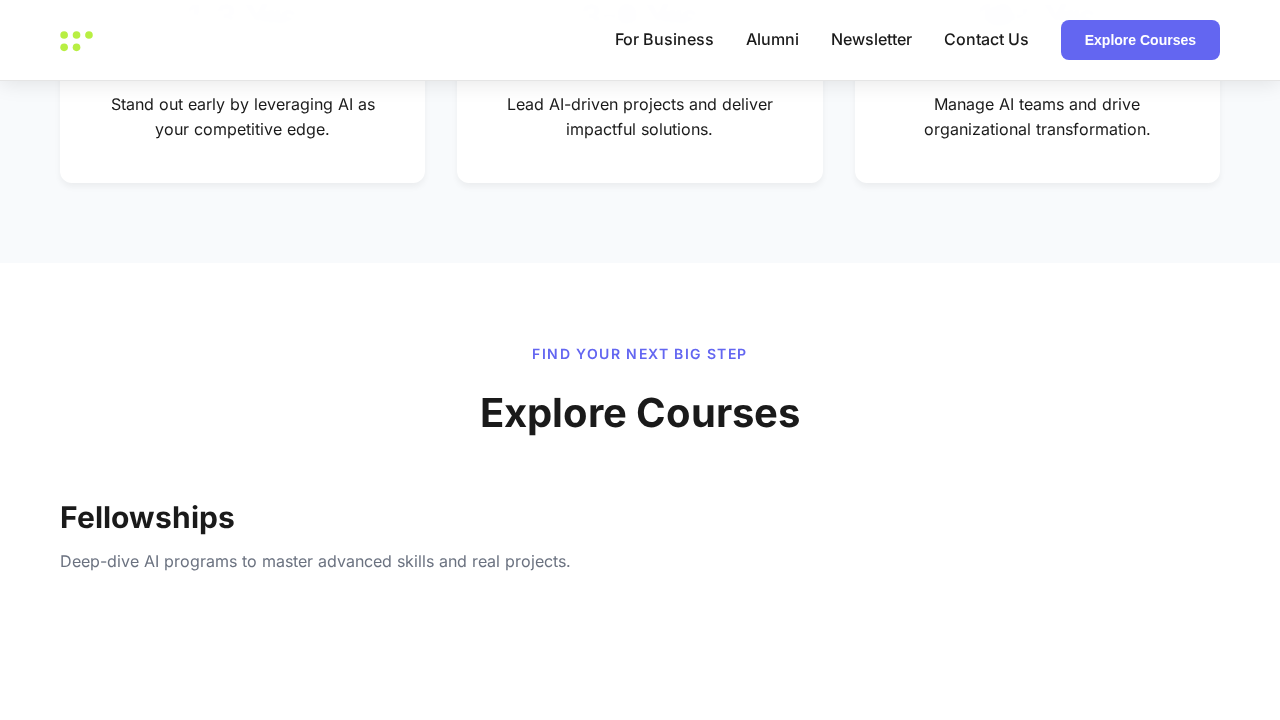 For Business
Alumni
Newsletter
Contact Us
Explore Courses
Stand out early by leveraging AI as
your competitive edge.
Lead AI-driven projects and deliver
impactful solutions.
Manage AI teams and drive
organizational transformation.
FIND YOUR NEXT BIG STEP
Explore Courses
Fellowships
Deep-dive AI programs to master advanced skills and real projects.